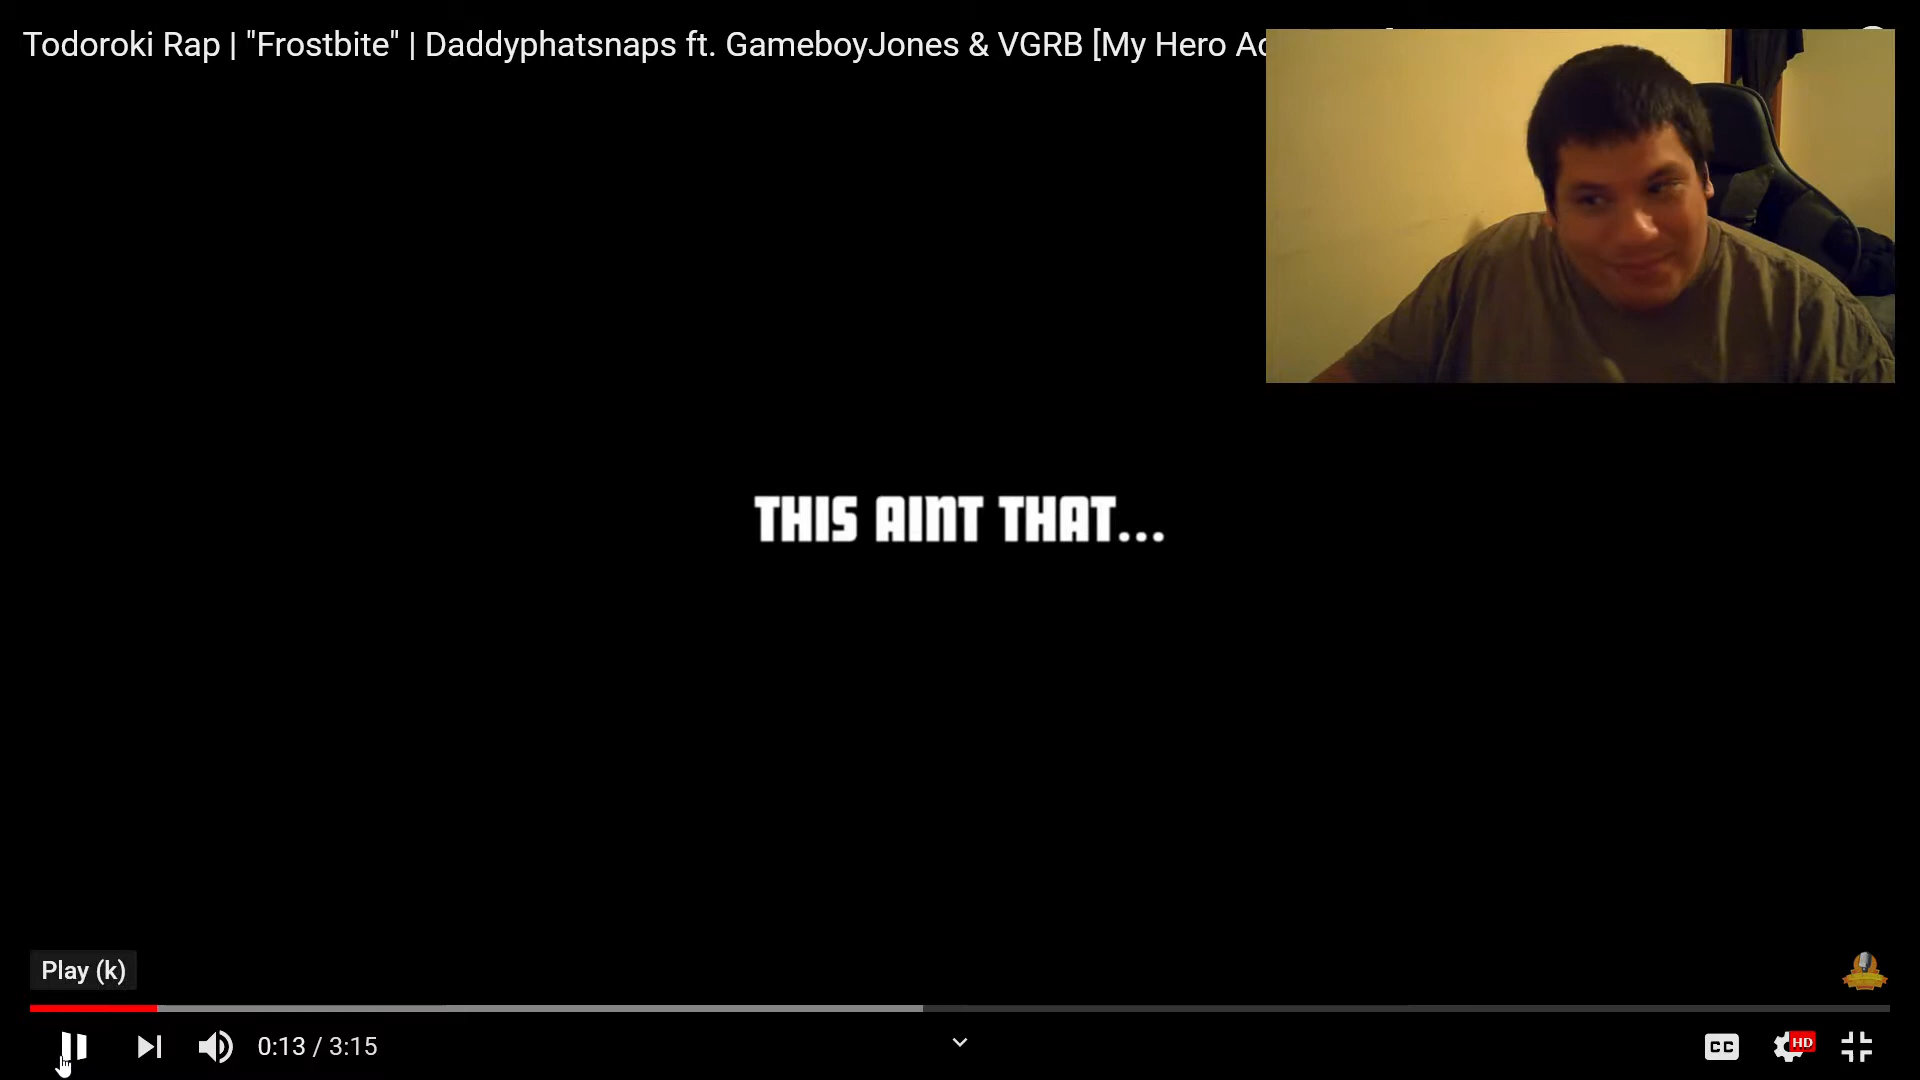 Todoroki Rap | "Frostbite" | Daddyphatsnaps ft. GameboyJones & VGRB [My Hero Ac
THIS AINT THAT...
Play (k)
0:13 / 3:15
CC
HD